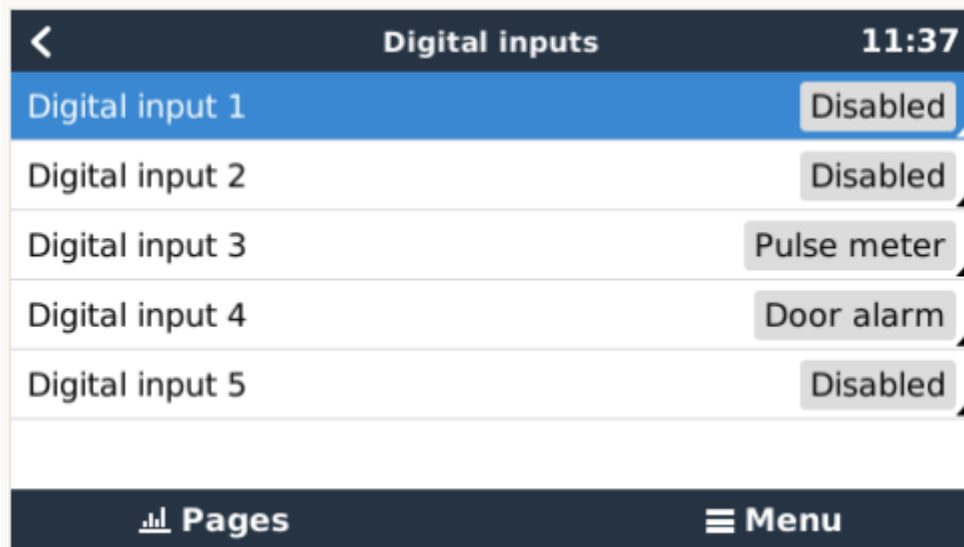 Digital inputs 11:37
Digital input 1 Disabled
Digital input 2 Disabled
Digital input 3 Pulse meter
Digital input 4 Door alarm
Digital input 5 Disabled
Pages Menu